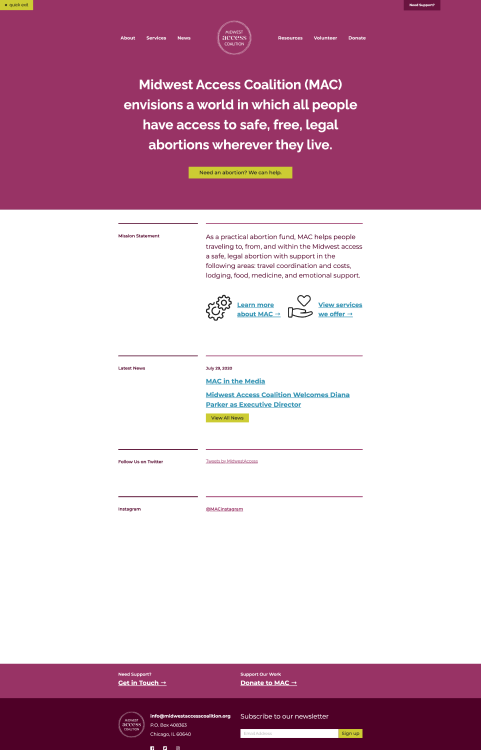 quick exit
Need Support?
About Services News
MIDWEST
access
COALITION
Resources Volunteer Donate
Midwest Access Coalition (MAC)
envisions a world in which all people
have access to safe, free, legal
abortions wherever they live.
Need an abortion? We can help.
Mission Statement
As a practical abortion fund, MAC helps people
traveling to, from, and within the Midwest access
a safe, legal abortion with support in the
following areas: travel coordination and costs,
lodging, food, medicine, and emotional support.
Learn more
about MAC →
View services
we offer →
Latest News
July 29, 2020
MAC in the Media
Midwest Access Coalition Welcomes Diana
Parker as Executive Director
View All News
Follow Us on Twitter
Tweets by MidwestAccess
Instagram
@MACInstagram
Need Support?
Get in Touch →
Support Our Work
Donate to MAC →
MIDWEST
access
COALITION
info@midwestaccesscoalition.org
P.O. Box 408363
Chicago, IL 60640
Subscribe to our newsletter
Email Address
Sign up